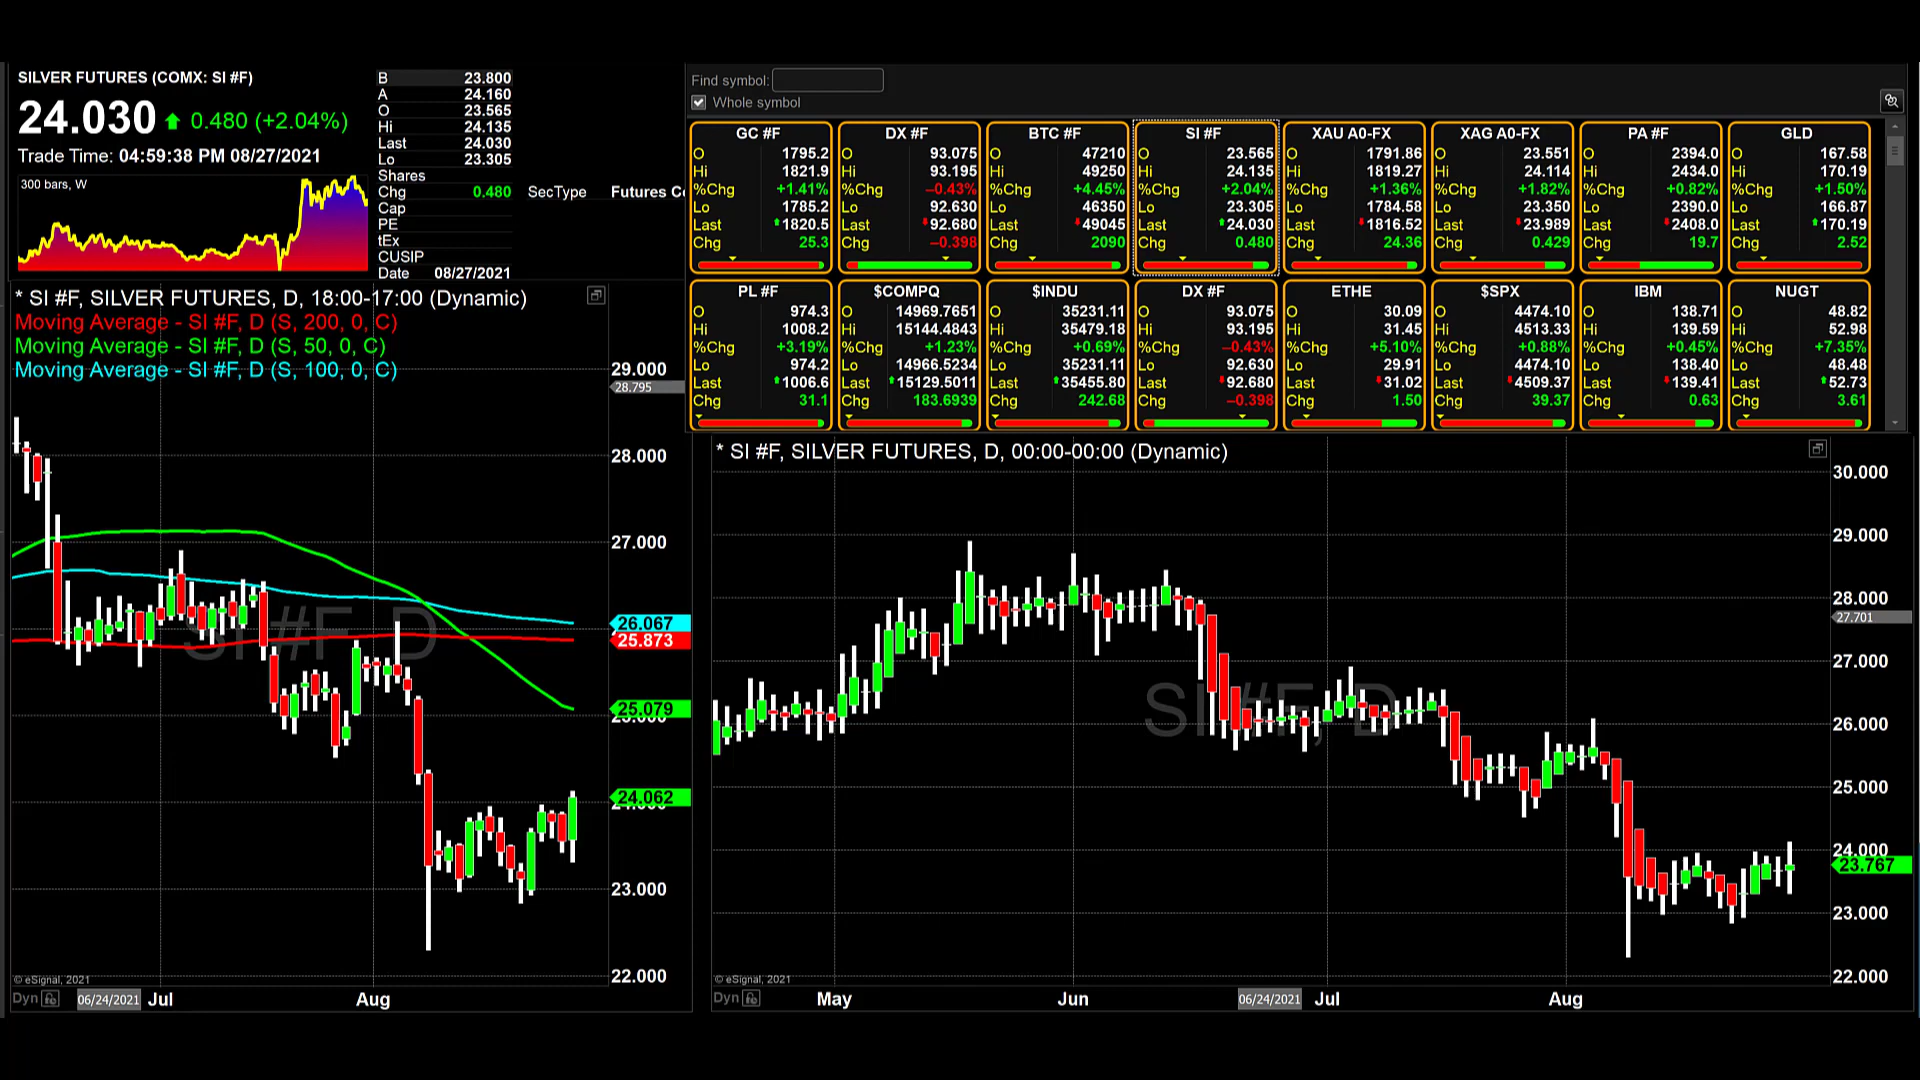 SILVER FUTURES (COMX: SI #F)
24.030 0.480 (+2.04%)
Trade Time: 04:59:38 PM 08/27/2021
300 bars, W
B 23.800
A 24.160
O 23.565
Hi 24.135
Last 24.030
Lo 23.305
Shares
Chg 0.480 SecType Futures Co
Cap
PE
tEx
CUSIP
Date 08/27/2021
Find symbol:
Whole symbol
GC #F
O 1795.2
Hi 1821.9
%Chg +1.41%
Lo 1785.2
Last 1820.5
Chg 25.3
DX #F
O 93.075
Hi 93.195
%Chg -0.43%
Lo 92.630
Last 92.680
Chg -0.398
BTC #F
O 47210
Hi 49250
%Chg +4.45%
Lo 46350
Last 49045
Chg 2090
SI #F
O 23.565
Hi 24.135
%Chg +2.04%
Lo 23.305
Last 24.030
Chg 0.480
XAU A0-FX
O 1791.86
Hi 1819.27
%Chg +1.36%
Lo 1784.58
Last 1816.52
Chg 24.36
XAG A0-FX
O 23.551
Hi 24.114
%Chg +1.82%
Lo 23.350
Last 23.989
Chg 0.429
PA #F
O 2394.0
Hi 2434.0
%Chg +0.82%
Lo 2390.0
Last 2408.0
Chg 19.7
GLD
O 167.58
Hi 170.19
%Chg +1.50%
Lo 166.87
Last 170.19
Chg 2.52
PL #F
O 974.3
Hi 1008.2
%Chg +3.19%
Lo 974.2
Last 1006.6
Chg 31.1
$COMPQ
O 14969.7651
Hi 15144.4843
%Chg +1.23%
Lo 14966.5234
Last 15129.5011
Chg 183.6939
$INDU
O 35231.11
Hi 35479.18
%Chg +0.69%
Lo 35231.11
Last 35455.80
Chg 242.68
DX #F
O 93.075
Hi 93.195
%Chg -0.43%
Lo 92.630
Last 92.680
Chg -0.398
ETHE
O 30.09
Hi 31.45
%Chg +5.10%
Lo 29.91
Last 31.02
Chg 1.50
$SPX
O 4474.10
Hi 4513.33
%Chg +0.88%
Lo 4474.10
Last 4509.37
Chg 39.37
IBM
O 138.71
Hi 139.59
%Chg +0.45%
Lo 138.40
Last 139.41
Chg 0.63
NUGT
O 48.82
Hi 52.98
%Chg +7.35%
Lo 48.48
Last 52.73
Chg 3.61
* SI #F, SILVER FUTURES, D, 18:00-17:00 (Dynamic)
Moving Average - SI #F, D (S, 200, 0, C)
Moving Average - SI #F, D (S, 50, 0, C)
Moving Average - SI #F, D (S, 100, 0, C)
29.000
28.795
28.000
27.000
26.067
25.873
25.079
25.000
24.062
24.000
23.000
22.000
SI #F, D
© eSignal, 2021
Dyn 06/24/2021 Jul Aug
* SI #F, SILVER FUTURES, D, 00:00-00:00 (Dynamic)
30.000
29.000
28.000
27.701
27.000
26.000
25.000
24.000
23.767
23.000
22.000
SI #F, D
© eSignal, 2021
Dyn May Jun 06/24/2021 Jul Aug